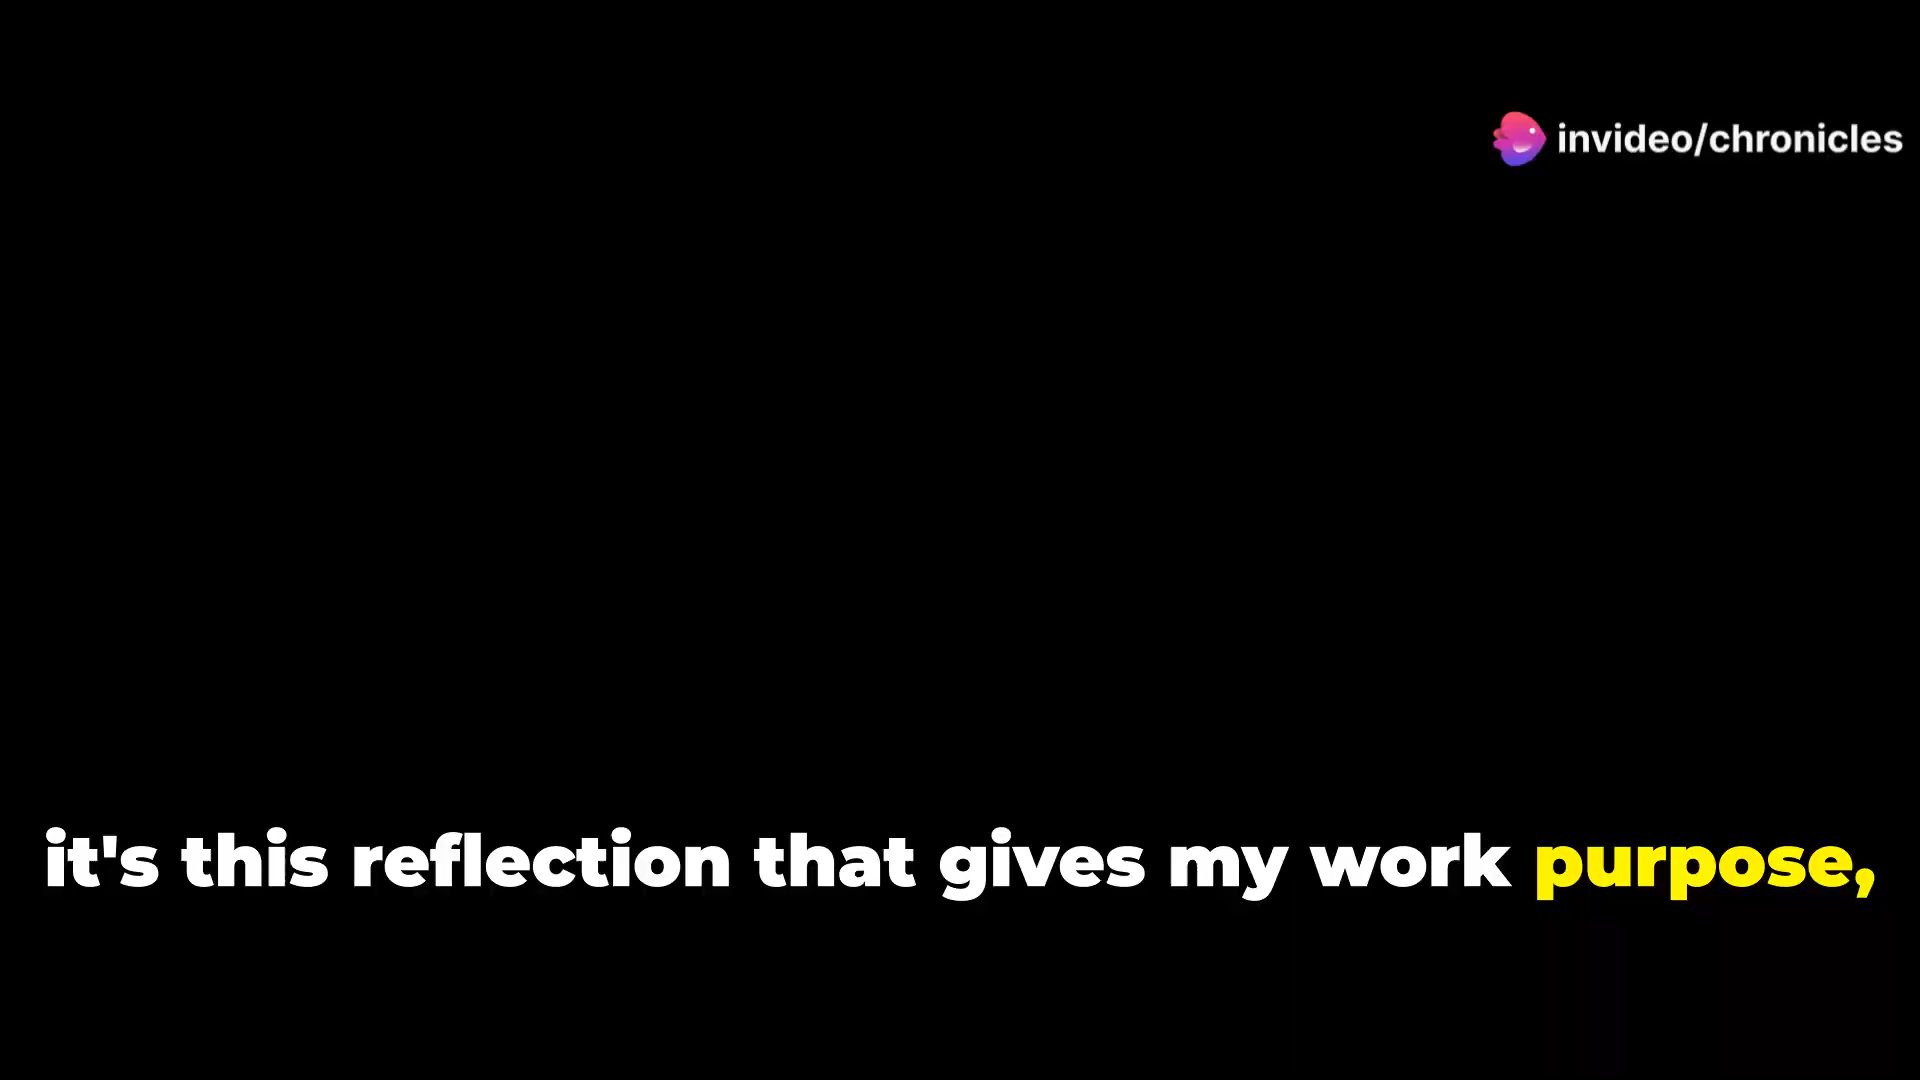 invideo/chronicles
it's this reflection that gives my work purpose,